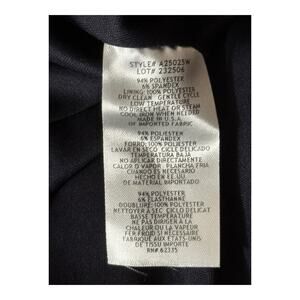 STYLE# A25025W
LOT# 232506
94% POLYESTER
6% SPANDEX
LINING: 100% POLYESTER
DRY CLEAN GENTLE CYCLE
LOW TEMPERATURE
NO DIRECT HEAT OR STEAM
COOL IRON WHEN NEEDED
MADE IN U.S.A.
OF IMPORTED FABRIC
94% POLIESTER
6% ESPANDEX
FORRO: 100% POLIESTER
LAVAR EN SECO CICLO DELICADO
TEMPERATURA BAJA
NO APLICAR DIRECTAMENTE
CALOR O VAPOR - PLANCHA FRIA
CUANDO ES NECESARIO
HECHO EN EE.UU.
DE MATERIAL IMPORTADO
94% POLYESTER
6% ELASTHANNE
DOUBLURE: 100% POLYESTER
NETTOYER A SEC CICLO DELICAT
BASSE TEMPERATURE
NE PAS DIRIGER A LA
CHALEUR OU LA VAPEUR
FER FROID SI NECESSAIRE
FABRIQUE AUX ETATS-UNIS
DE TISSU IMPORTE
RN# 62335